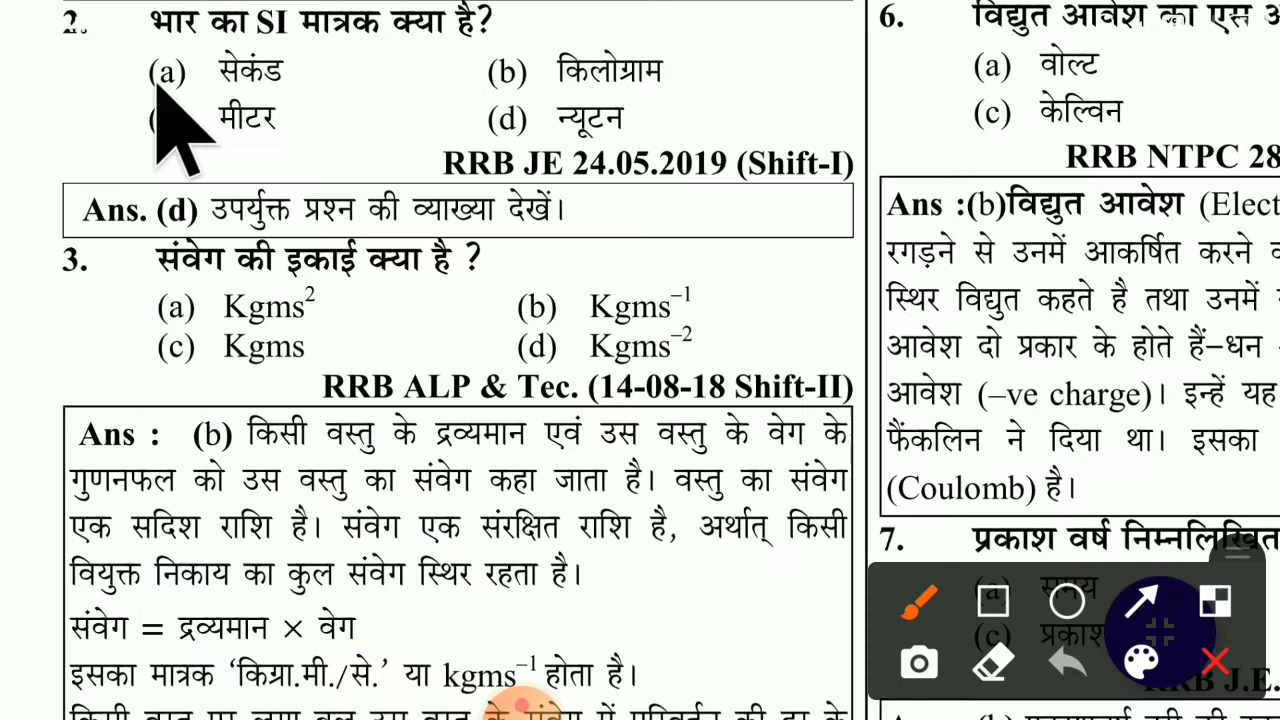 2. भार का SI मात्रक क्या है?
(a) सेकंड (b) किलोग्राम
मीटर (d) न्यूटन
RRB JE 24.05.2019 (Shift-I)
Ans. (d) उपर्युक्त प्रश्न की व्याख्या देखें।
3. संवेग की इकाई क्या है ?
(a) Kgms² (b) Kgms⁻¹
(c) Kgms (d) Kgms⁻²
RRB ALP & Tec. (14-08-18 Shift-II)
Ans : (b) किसी वस्तु के द्रव्यमान एवं उस वस्तु के वेग के
गुणनफल को उस वस्तु का संवेग कहा जाता है। वस्तु का संवेग
एक सदिश राशि है। संवेग एक संरक्षित राशि है, अर्थात् किसी
वियुक्त निकाय का कुल संवेग स्थिर रहता है।
संवेग = द्रव्यमान × वेग
इसका मात्रक ‘किग्रा.मी./से.’ या kgms⁻¹ होता है।
6. विद्युत आवेश का एस
(a) वोल्ट
(c) केल्विन
RRB NTPC 28
Ans :(b)विद्युत आवेश (Elect
रगड़ने से उनमें आकर्षित करने
स्थिर विद्युत कहते है तथा उनमें
आवेश दो प्रकार के होते हैं–धन
आवेश (–ve charge)। इन्हें यह
फैंकलिन ने दिया था। इसका
(Coulomb) है।
7. प्रकाश वर्ष निम्नलिखित
(a) समय
(c) प्रकाश
RRB J.E.